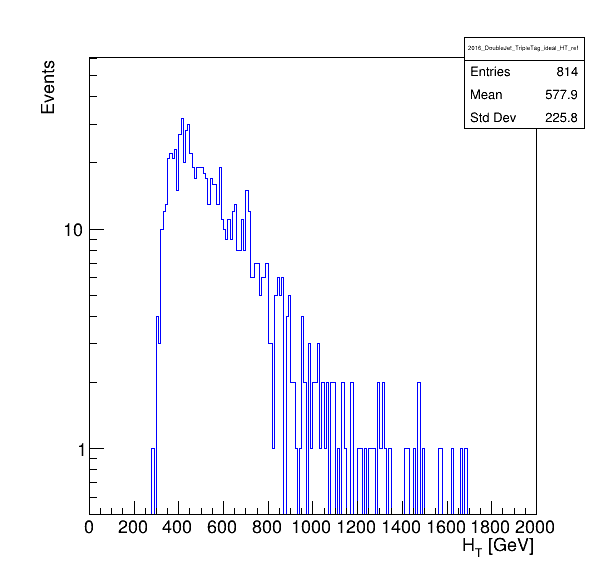 2016_DoubleJet_TripleTag_ideal_HT_ref
Entries 814
Mean 577.9
Std Dev 225.8
Events
10
1
0 200 400 600 800 1000 1200 1400 1600 1800 2000
H_T [GeV]